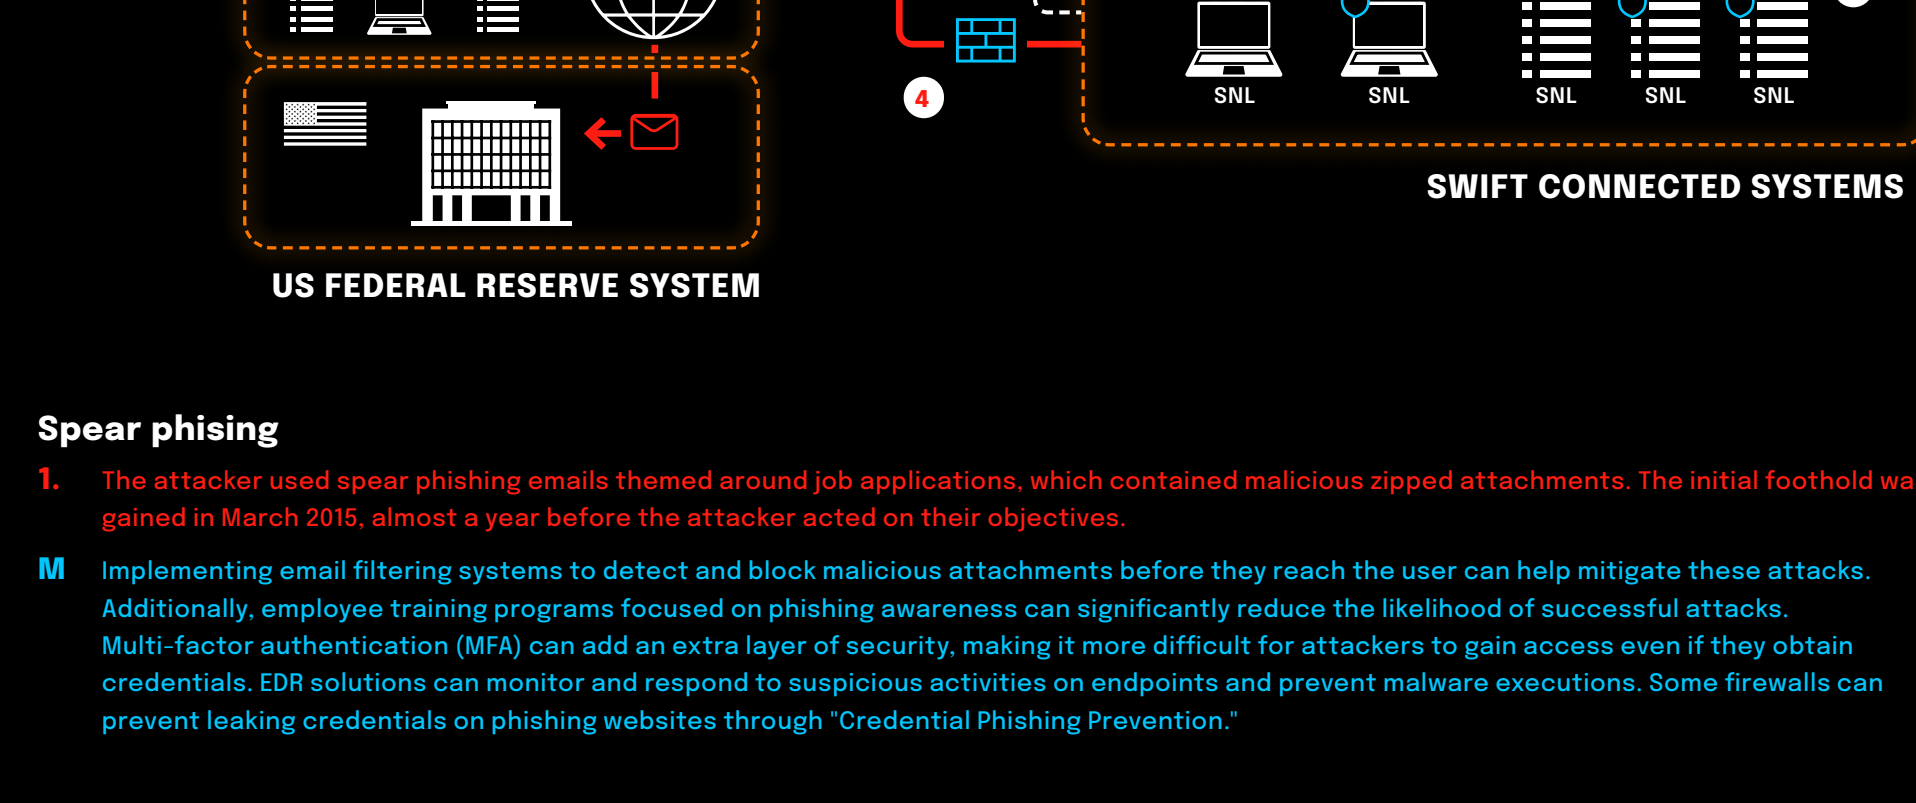 4
SNL
SNL
SNL
SNL
SNL
SWIFT CONNECTED SYSTEMS
US FEDERAL RESERVE SYSTEM
Spear phising
1. The attacker used spear phishing emails themed around job applications, which contained malicious zipped attachments. The initial foothold wa
gained in March 2015, almost a year before the attacker acted on their objectives.
M Implementing email filtering systems to detect and block malicious attachments before they reach the user can help mitigate these attacks.
Additionally, employee training programs focused on phishing awareness can significantly reduce the likelihood of successful attacks.
Multi-factor authentication (MFA) can add an extra layer of security, making it more difficult for attackers to gain access even if they obtain
credentials. EDR solutions can monitor and respond to suspicious activities on endpoints and prevent malware executions. Some firewalls can
prevent leaking credentials on phishing websites through "Credential Phishing Prevention."